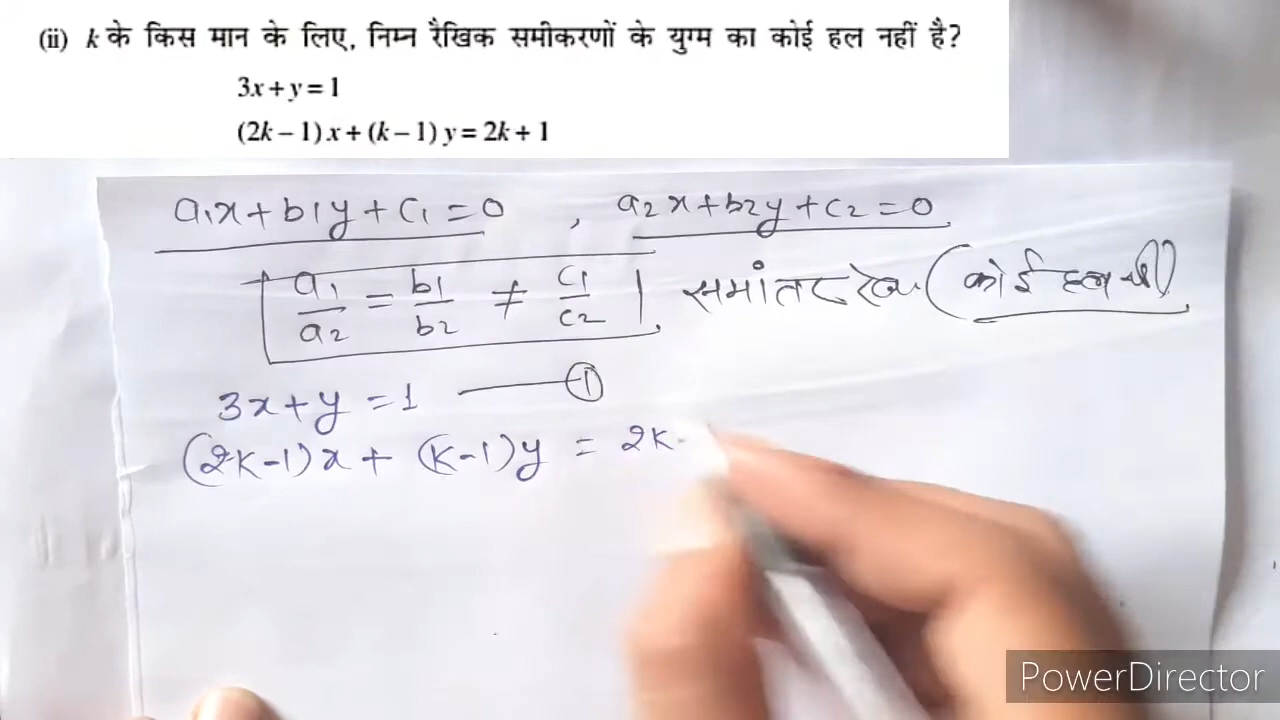 (ii) k के किस मान के लिए, निम्न रैखिक समीकरणों के युग्म का कोई हल नहीं है?
3x + y = 1
(2k – 1) x + (k – 1) y = 2k + 1
a₁x + b₁y + c₁ = 0 , a₂x + b₂y + c₂ = 0
a₁/a₂ = b₁/b₂ ≠ c₁/c₂ समांतर (कोई हल नहीं)
3x + y = 1 —— ①
(2K-1)x + (K-1)y = 2K
PowerDirector